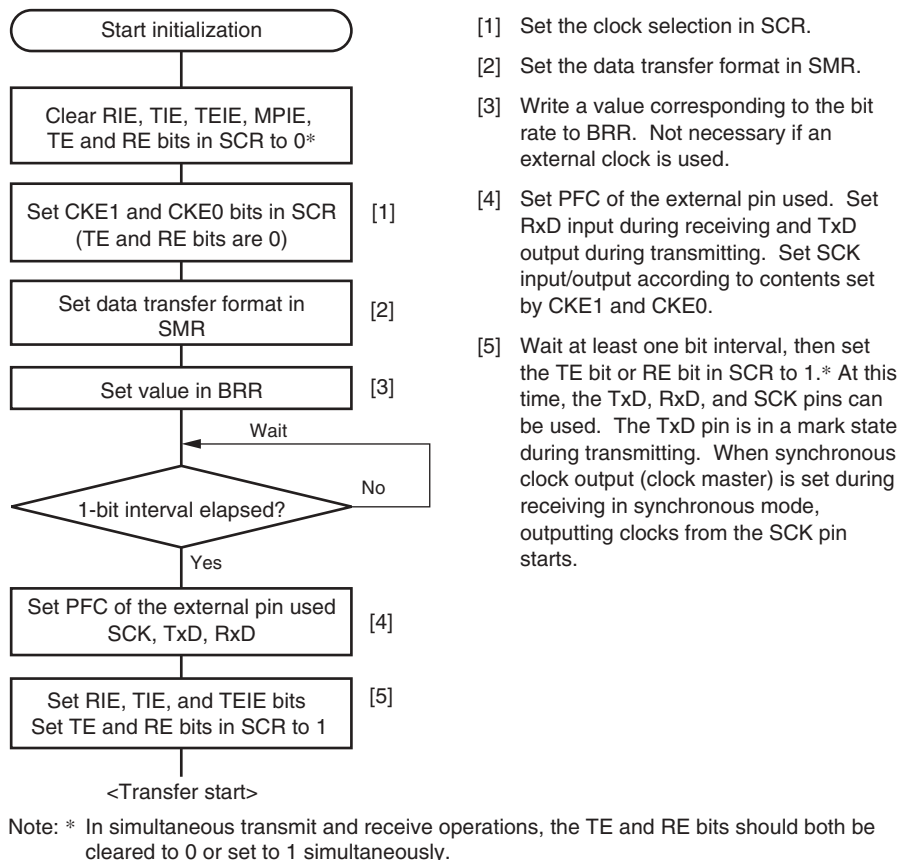 Start initialization
Clear RIE, TIE, TEIE, MPIE,
TE and RE bits in SCR to 0*
Set CKE1 and CKE0 bits in SCR
(TE and RE bits are 0)
[1]
Set data transfer format in
SMR
[2]
Set value in BRR
[3]
Wait
1-bit interval elapsed?
No
Yes
Set PFC of the external pin used
SCK, TxD, RxD
[4]
Set RIE, TIE, and TEIE bits
Set TE and RE bits in SCR to 1
[5]
<Transfer start>
[1] Set the clock selection in SCR.
[2] Set the data transfer format in SMR.
[3] Write a value corresponding to the bit
rate to BRR. Not necessary if an
external clock is used.
[4] Set PFC of the external pin used. Set
RxD input during receiving and TxD
output during transmitting. Set SCK
input/output according to contents set
by CKE1 and CKE0.
[5] Wait at least one bit interval, then set
the TE bit or RE bit in SCR to 1.* At this
time, the TxD, RxD, and SCK pins can
be used. The TxD pin is in a mark state
during transmitting. When synchronous
clock output (clock master) is set during
receiving in synchronous mode,
outputting clocks from the SCK pin
starts.
Note: * In simultaneous transmit and receive operations, the TE and RE bits should both be
cleared to 0 or set to 1 simultaneously.